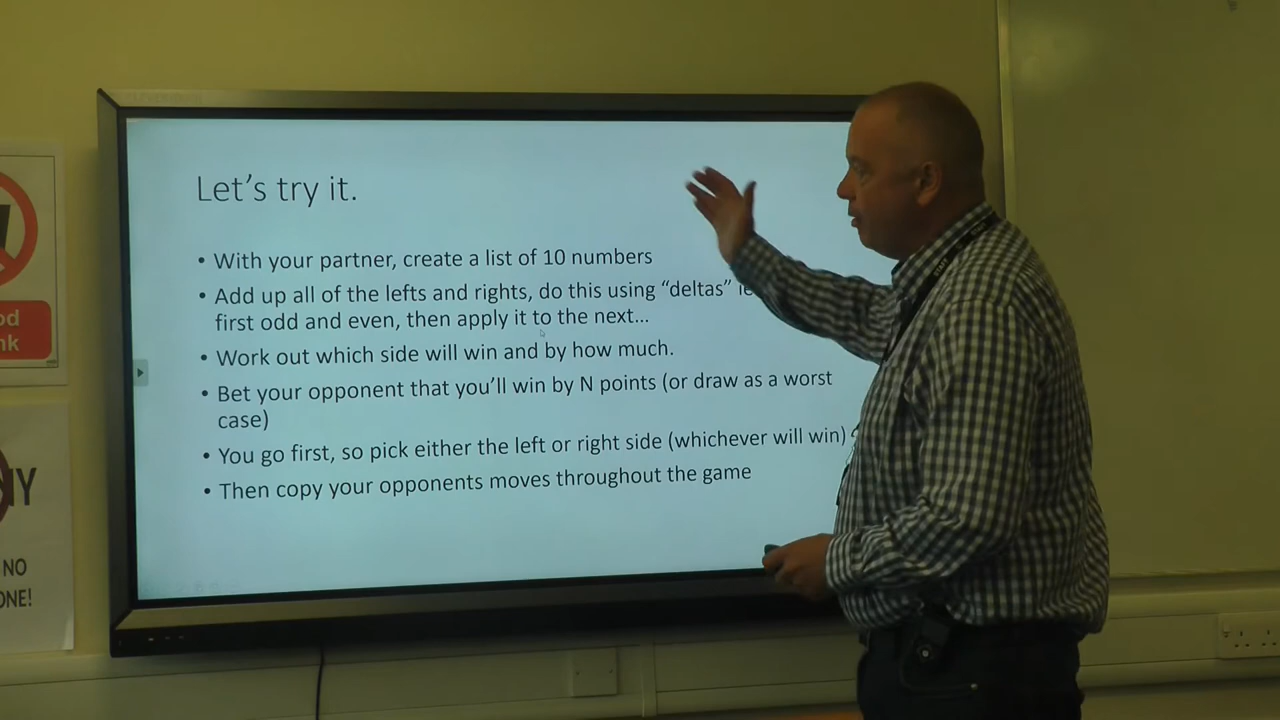 Let's try it.
• With your partner, create a list of 10 numbers
• Add up all of the lefts and rights, do this using "deltas"
first odd and even, then apply it to the next...
• Work out which side will win and by how much.
• Bet your opponent that you'll win by N points (or draw as a worst
case)
• You go first, so pick either the left or right side (whichever will win)
• Then copy your opponents moves throughout the game
NO